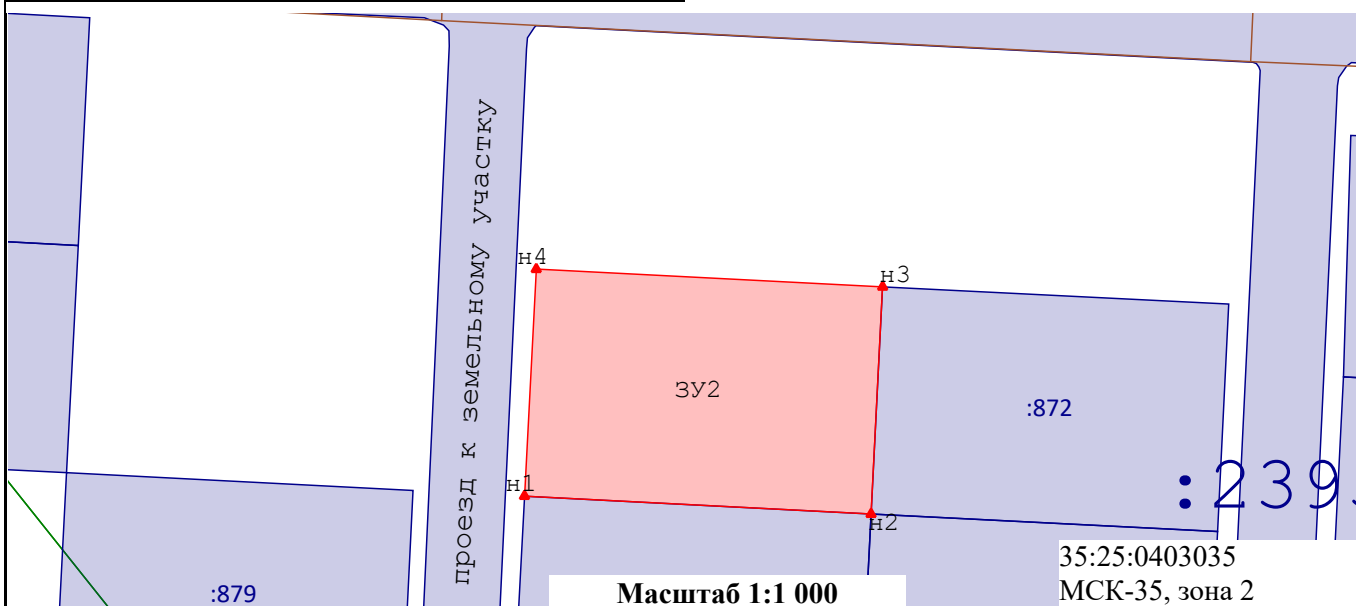 проезд к земельному участку
н4
н3
ЗУ2
:872
н1
:239
н2
35:25:0403035
:879
Масштаб 1:1 000
МСК-35, зона 2